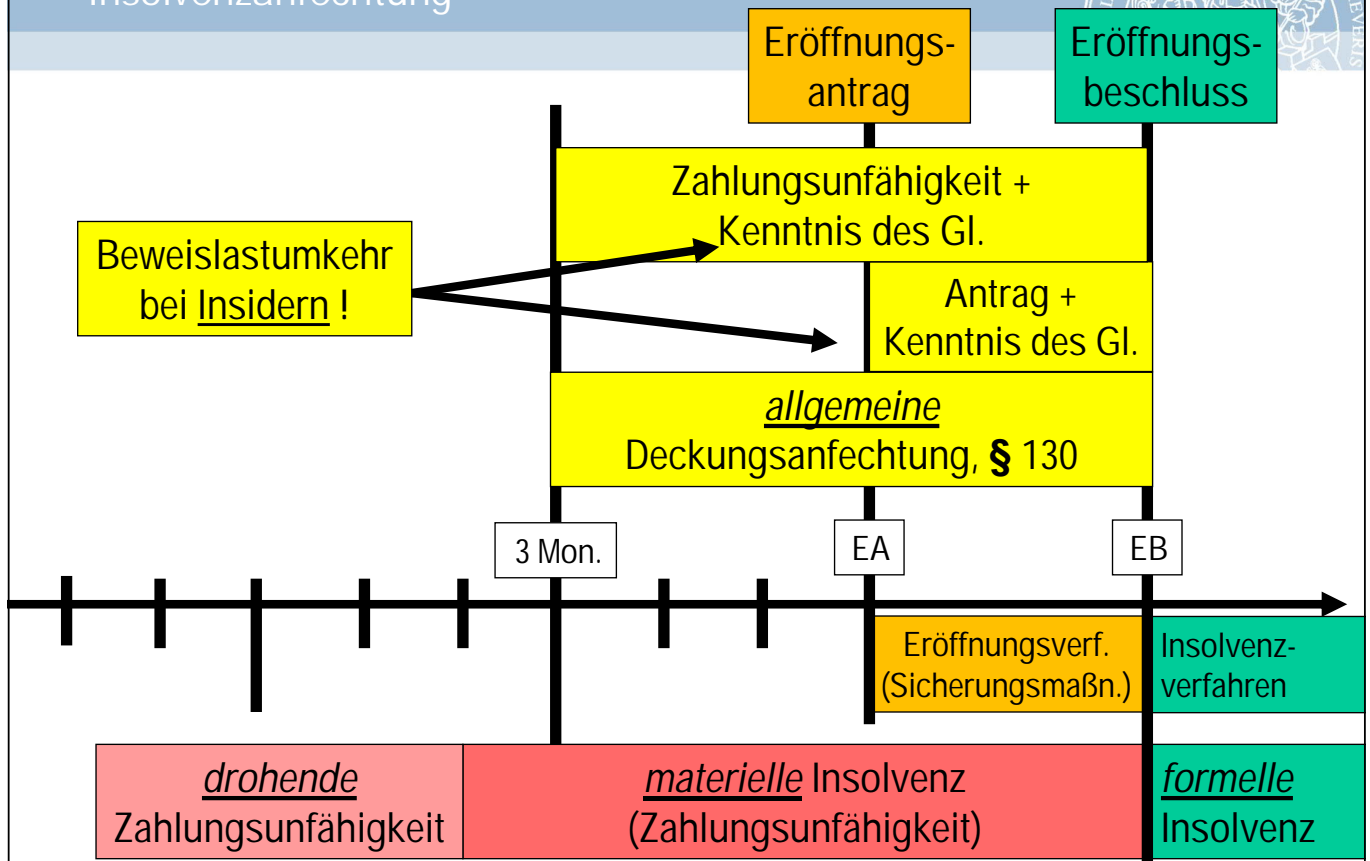 Insolvenzanfechtung
Eröffnungs-
antrag
Eröffnungs-
beschluss
Zahlungsunfähigkeit +
Kenntnis des Gl.
Beweislastumkehr
bei Insidern !
Antrag +
Kenntnis des Gl.
allgemeine
Deckungsanfechtung, § 130
3 Mon.
EA
EB
Eröffnungsverf.
(Sicherungsmaßn.)
Insolvenz-
verfahren
drohende
Zahlungsunfähigkeit
materielle Insolvenz
(Zahlungsunfähigkeit)
formelle
Insolvenz